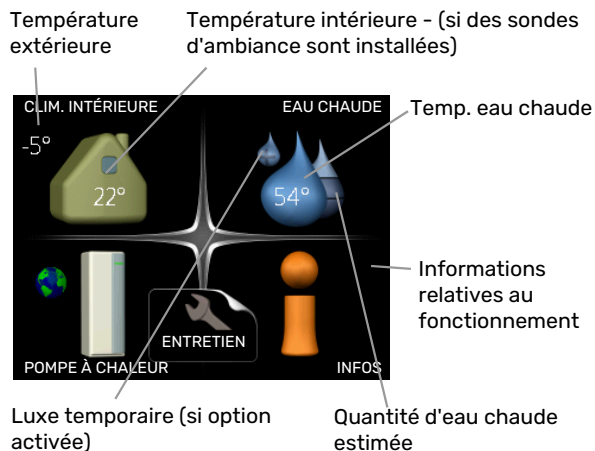 Température
extérieure
Température intérieure - (si des sondes
d'ambiance sont installées)
CLIM. INTÉRIEURE
EAU CHAUDE
Temp. eau chaude
-5°
22°
54°
Informations
relatives au
fonctionnement
ENTRETIEN
POMPE À CHALEUR
INFOS
Luxe temporaire (si option
activée)
Quantité d'eau chaude
estimée